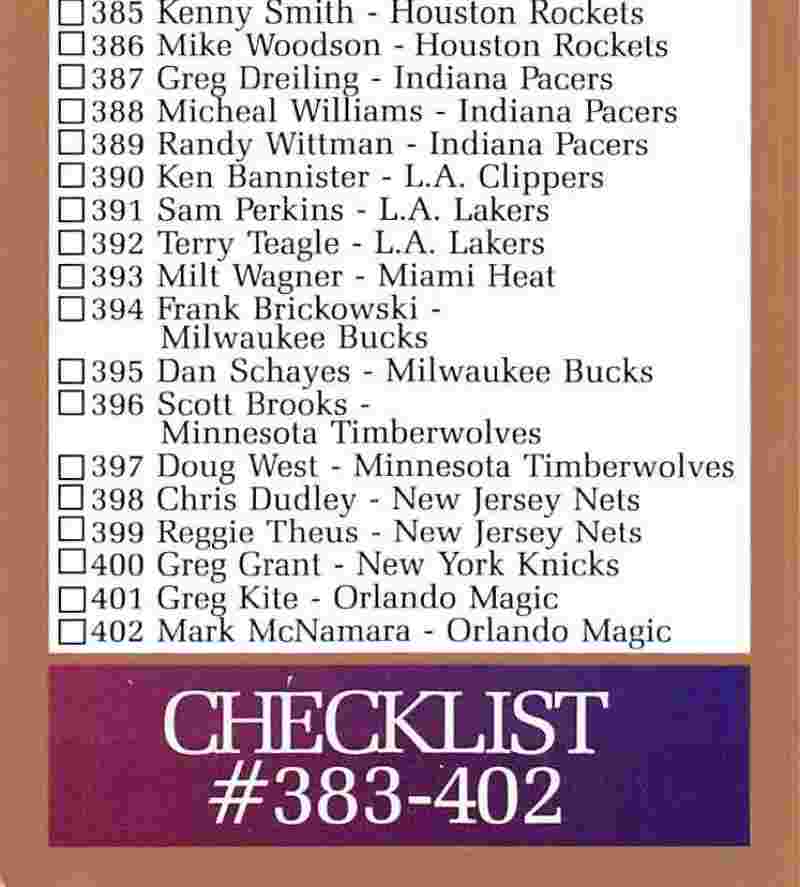 385 Kenny Smith - Houston Rockets
386 Mike Woodson - Houston Rockets
387 Greg Dreiling - Indiana Pacers
388 Micheal Williams - Indiana Pacers
389 Randy Wittman - Indiana Pacers
390 Ken Bannister - L.A. Clippers
391 Sam Perkins - L.A. Lakers
392 Terry Teagle - L.A. Lakers
393 Milt Wagner - Miami Heat
394 Frank Brickowski -
Milwaukee Bucks
395 Dan Schayes - Milwaukee Bucks
396 Scott Brooks -
Minnesota Timberwolves
397 Doug West - Minnesota Timberwolves
398 Chris Dudley - New Jersey Nets
399 Reggie Theus - New Jersey Nets
400 Greg Grant - New York Knicks
401 Greg Kite - Orlando Magic
402 Mark McNamara - Orlando Magic
CHECKLIST
#383-402